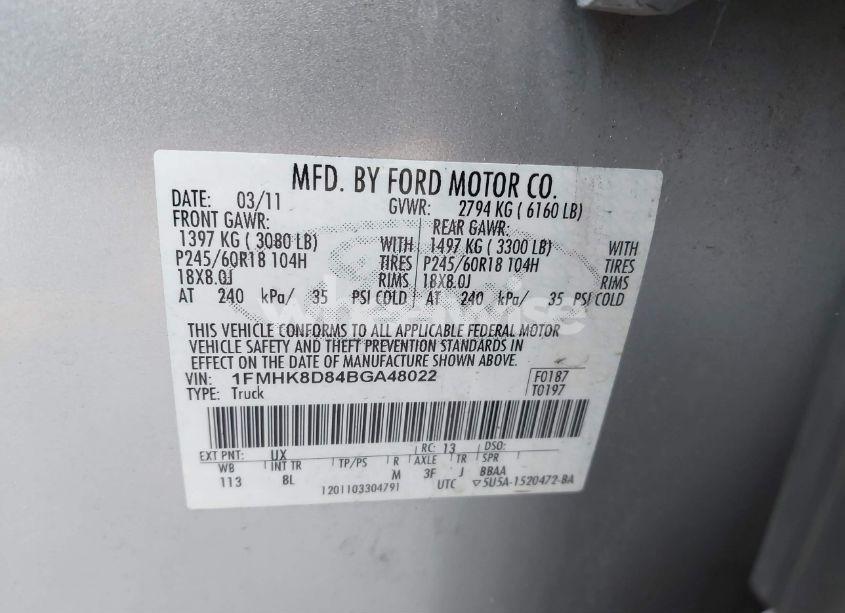 MFD. BY FORD MOTOR CO.
DATE: 03/11 GVWR: 2794 KG ( 6160 LB)
FRONT GAWR: REAR GAWR:
1397 KG ( 3080 LB) WITH 1497 KG ( 3300 LB) WITH
P245/60R18 104H TIRES P245/60R18 104H TIRES
18X8.0J RIMS 18X8.0J RIMS
AT 240 kPa/ 35 PSI COLD AT 240 kPa/ 35 PSI COLD
wheelwise
THIS VEHICLE CONFORMS TO ALL APPLICABLE FEDERAL MOTOR
VEHICLE SAFETY AND THEFT PREVENTION STANDARDS IN
EFFECT ON THE DATE OF MANUFACTURE SHOWN ABOVE.
VIN: 1FMHK8D84BGA48022 F0187
TYPE: Truck T0197
EXT PNT: UX RC: 13 DSO:
WB INT TR TP/PS R AXLE TR SPR
113 8L M 3F J BBAA
1201103304791 UTC ▽5U5A-1520472-BA